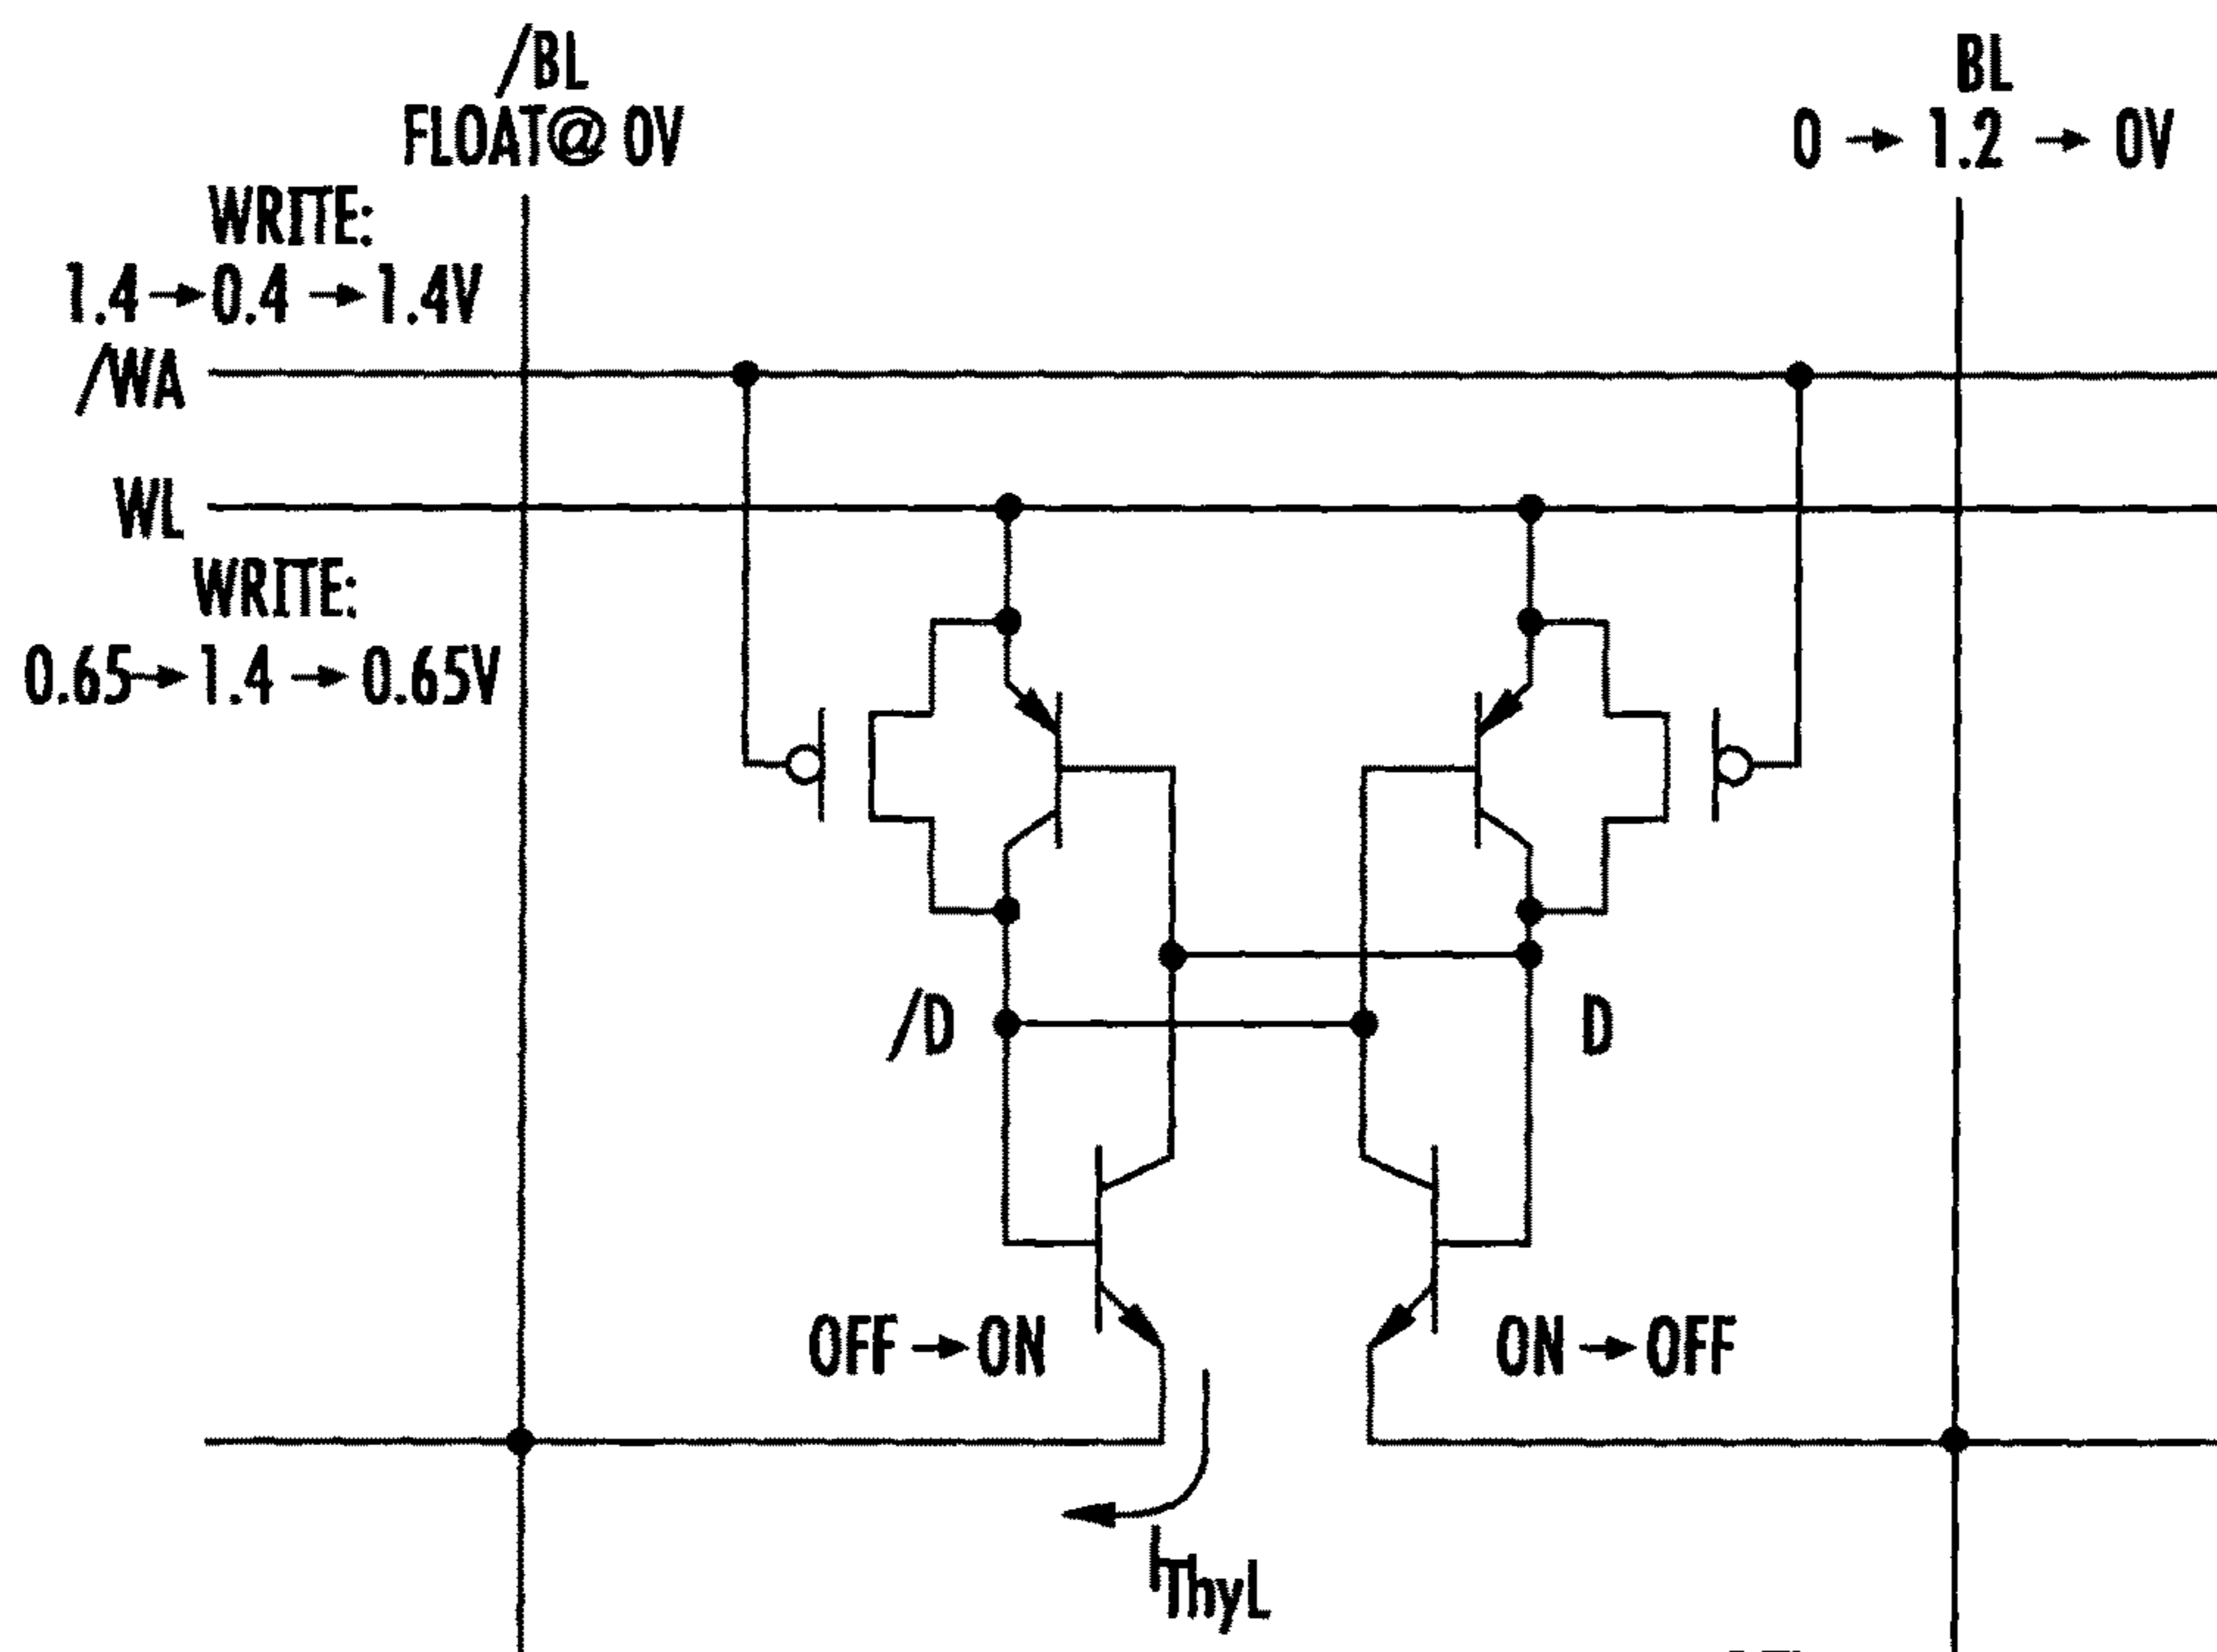 /BL
FLOAT@ 0V
BL
0 → 1.2 → 0V
WRITE:
1.4 → 0.4 → 1.4V
/WA
WL
WRITE:
0.65 → 1.4 → 0.65V
/D
D
OFF → ON
ON → OFF
IThyL